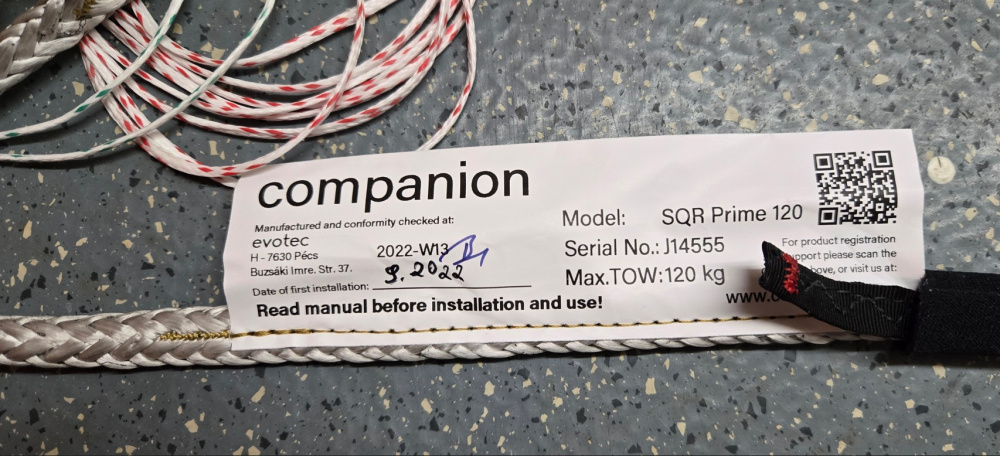 companion
Manufactured and conformity checked at:
evotec
H - 7630 Pécs
Buzsáki Imre. Str. 37.
2022-W13
Date of first installation: 9.2022
Read manual before installation and use!
Model: SQR Prime 120
Serial No.: J14555
Max.TOW: 120 kg
For product registration
support please scan the
above, or visit us at:
www.